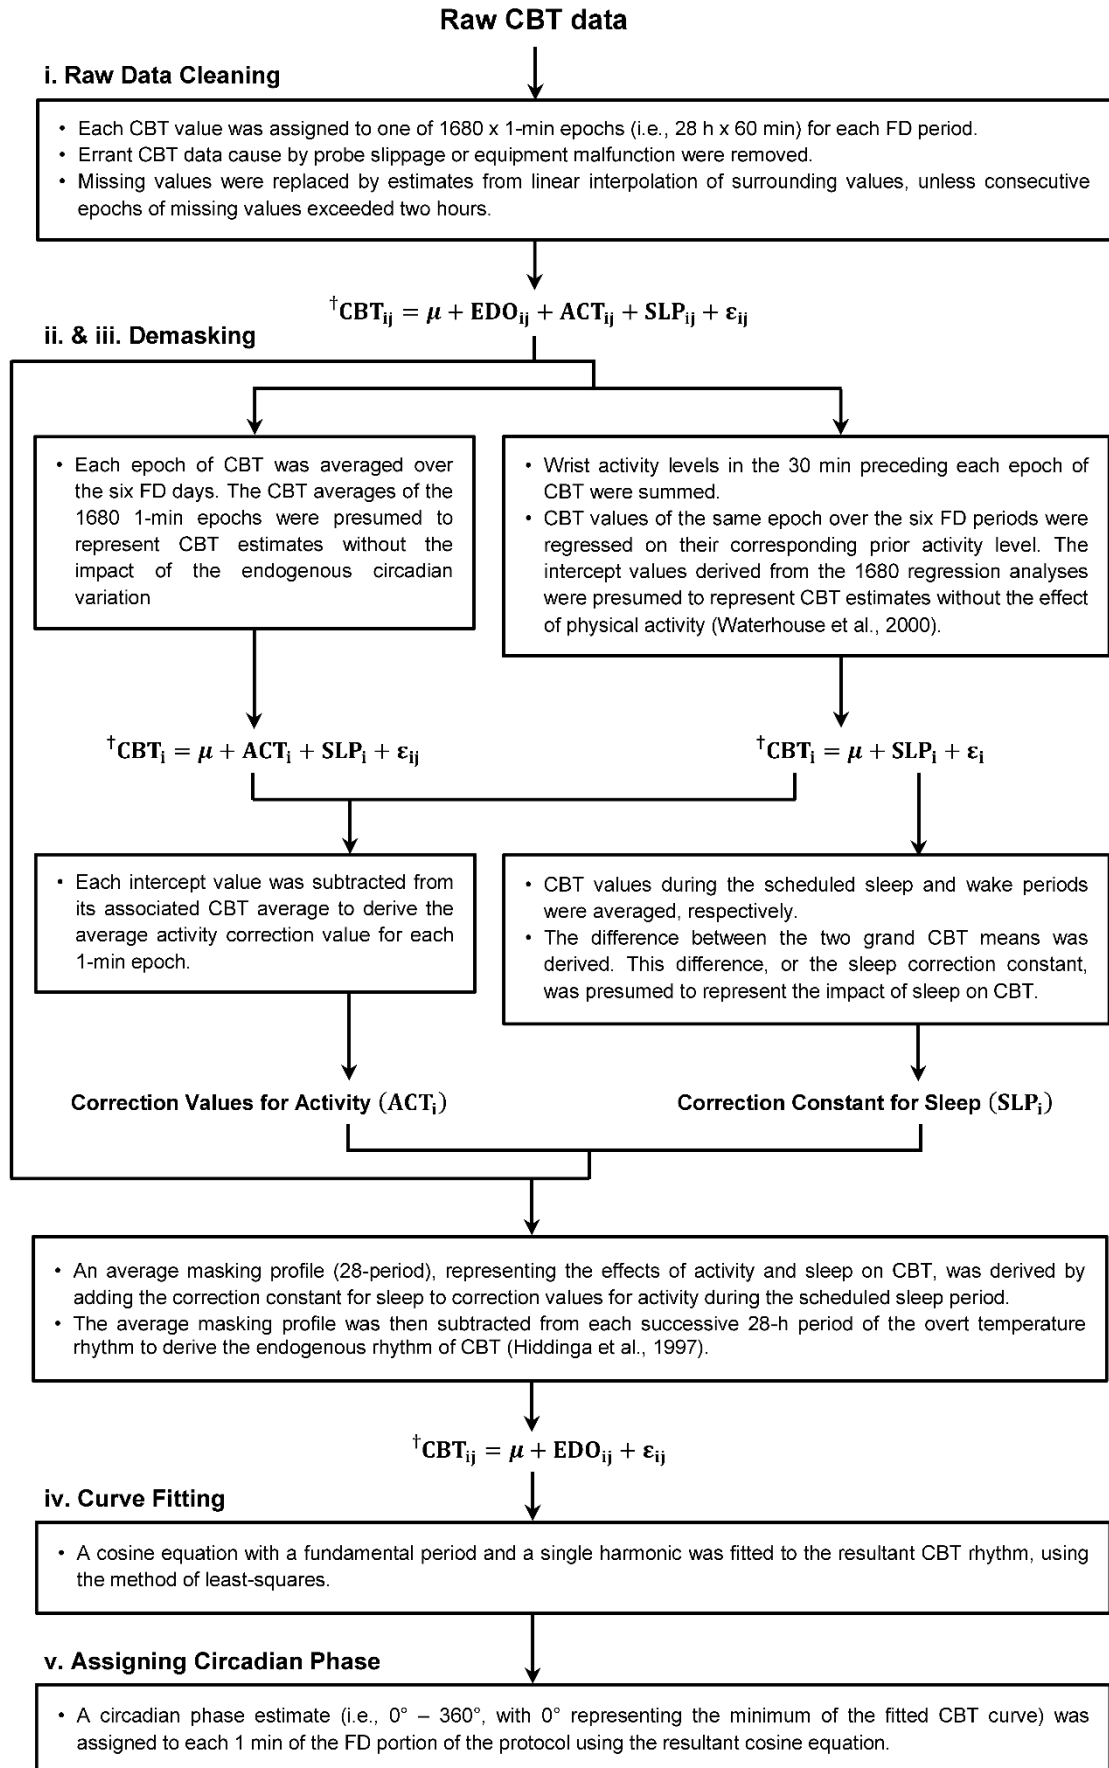 Raw CBT data
i. Raw Data Cleaning
• Each CBT value was assigned to one of 1680 x 1-min epochs (i.e., 28 h x 60 min) for each FD period.
• Errant CBT data cause by probe slippage or equipment malfunction were removed.
• Missing values were replaced by estimates from linear interpolation of surrounding values, unless consecutive
epochs of missing values exceeded two hours.
†CBTij = μ + EDOij + ACTij + SLPij + εij
ii. & iii. Demasking
• Each epoch of CBT was averaged over
the six FD days. The CBT averages of the
1680 1-min epochs were presumed to
represent CBT estimates without the
impact of the endogenous circadian
variation
• Wrist activity levels in the 30 min preceding each epoch of
CBT were summed.
• CBT values of the same epoch over the six FD periods were
regressed on their corresponding prior activity level. The
intercept values derived from the 1680 regression analyses
were presumed to represent CBT estimates without the effect
of physical activity (Waterhouse et al., 2000).
†CBTi = μ + ACTi + SLPi + εij
†CBTi = μ + SLPi + εi
• Each intercept value was subtracted from
its associated CBT average to derive the
average activity correction value for each
1-min epoch.
• CBT values during the scheduled sleep and wake periods
were averaged, respectively.
• The difference between the two grand CBT means was
derived. This difference, or the sleep correction constant,
was presumed to represent the impact of sleep on CBT.
Correction Values for Activity (ACTi)
Correction Constant for Sleep (SLPi)
• An average masking profile (28-period), representing the effects of activity and sleep on CBT, was derived by
adding the correction constant for sleep to correction values for activity during the scheduled sleep period.
• The average masking profile was then subtracted from each successive 28-h period of the overt temperature
rhythm to derive the endogenous rhythm of CBT (Hiddinga et al., 1997).
†CBTij = μ + EDOij + εij
iv. Curve Fitting
• A cosine equation with a fundamental period and a single harmonic was fitted to the resultant CBT rhythm, using
the method of least-squares.
v. Assigning Circadian Phase
• A circadian phase estimate (i.e., 0° – 360°, with 0° representing the minimum of the fitted CBT curve) was
assigned to each 1 min of the FD portion of the protocol using the resultant cosine equation.